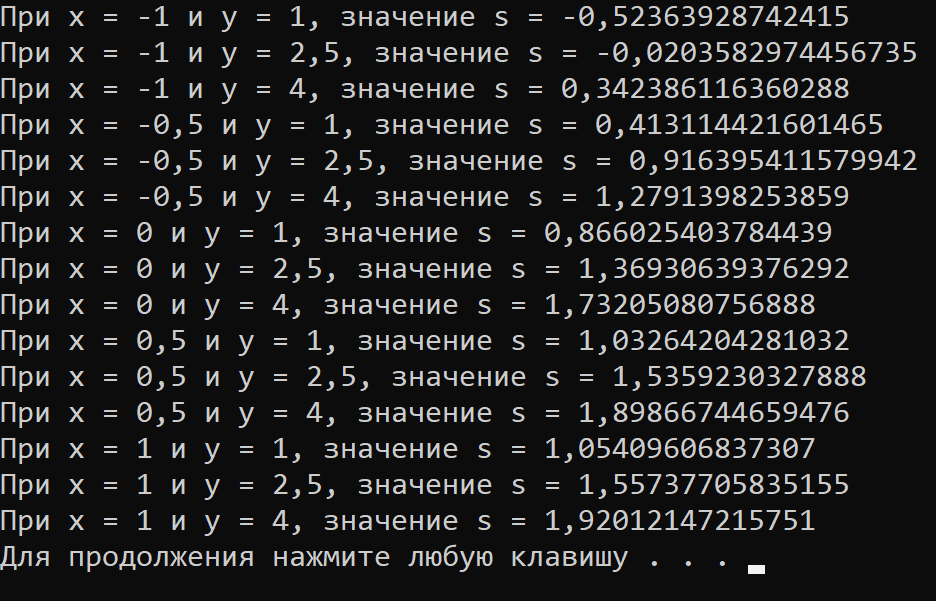 При x = -1 и y = 1, значение s = -0,52363928742415
При x = -1 и y = 2,5, значение s = -0,0203582974456735
При x = -1 и y = 4, значение s = 0,342386116360288
При x = -0,5 и y = 1, значение s = 0,413114421601465
При x = -0,5 и y = 2,5, значение s = 0,916395411579942
При x = -0,5 и y = 4, значение s = 1,2791398253859
При x = 0 и y = 1, значение s = 0,866025403784439
При x = 0 и y = 2,5, значение s = 1,36930639376292
При x = 0 и y = 4, значение s = 1,73205080756888
При x = 0,5 и y = 1, значение s = 1,03264204281032
При x = 0,5 и y = 2,5, значение s = 1,5359230327888
При x = 0,5 и y = 4, значение s = 1,89866744659476
При x = 1 и y = 1, значение s = 1,05409606837307
При x = 1 и y = 2,5, значение s = 1,55737705835155
При x = 1 и y = 4, значение s = 1,92012147215751
Для продолжения нажмите любую клавишу . . .